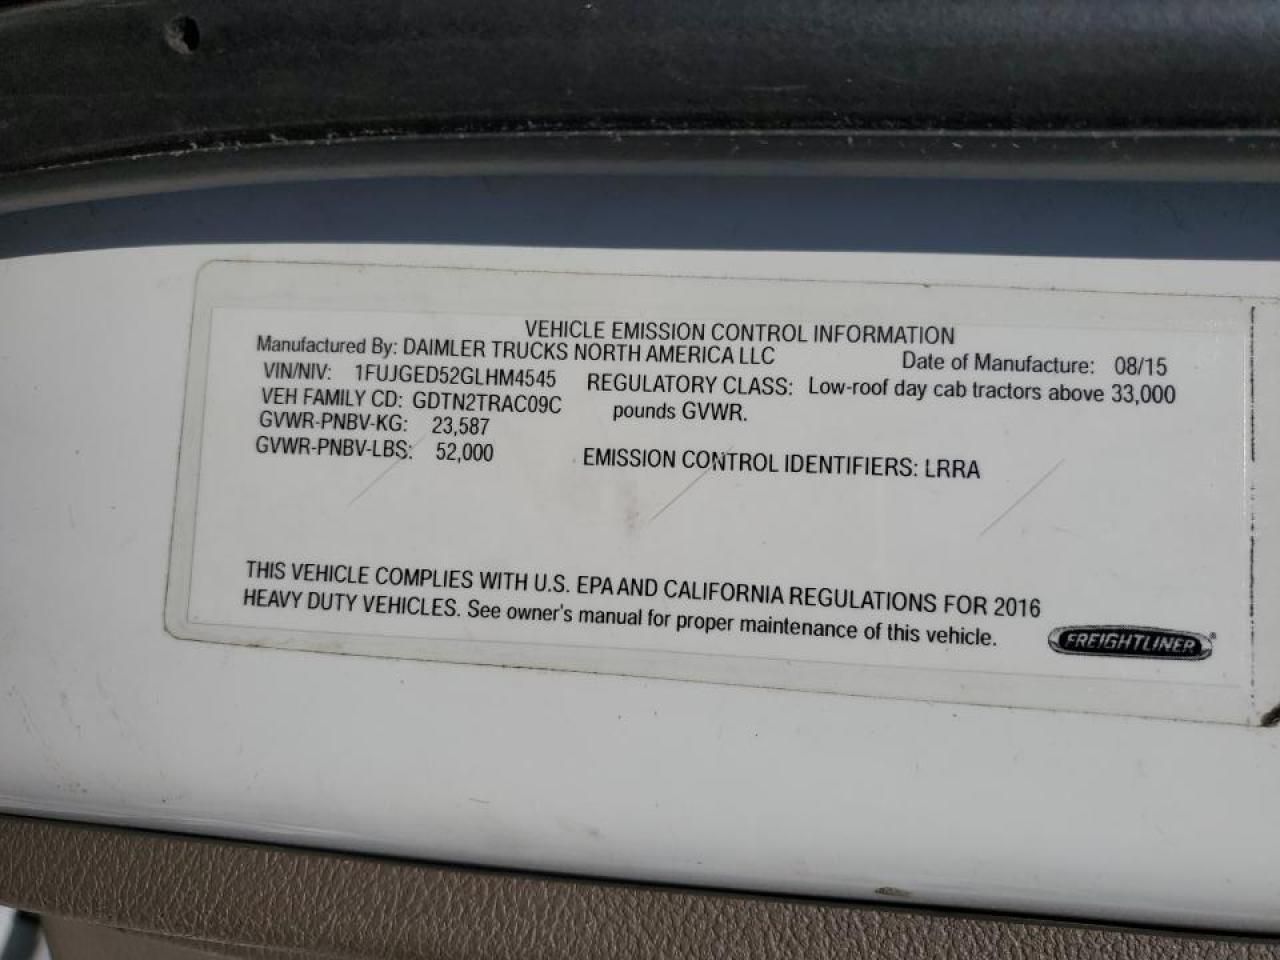 VEHICLE EMISSION CONTROL INFORMATION
Manufactured By: DAIMLER TRUCKS NORTH AMERICA LLC
Date of Manufacture: 08/15
VIN/NIV: 1FUJGED52GLHM4545
REGULATORY CLASS: Low-roof day cab tractors above 33,000
pounds GVWR.
VEH FAMILY CD: GDTN2TRAC09C
GVWR-PNBV-KG: 23,587
GVWR-PNBV-LBS: 52,000
EMISSION CONTROL IDENTIFIERS: LRRA
THIS VEHICLE COMPLIES WITH U.S. EPA AND CALIFORNIA REGULATIONS FOR 2016
HEAVY DUTY VEHICLES. See owner's manual for proper maintenance of this vehicle.
FREIGHTLINER®